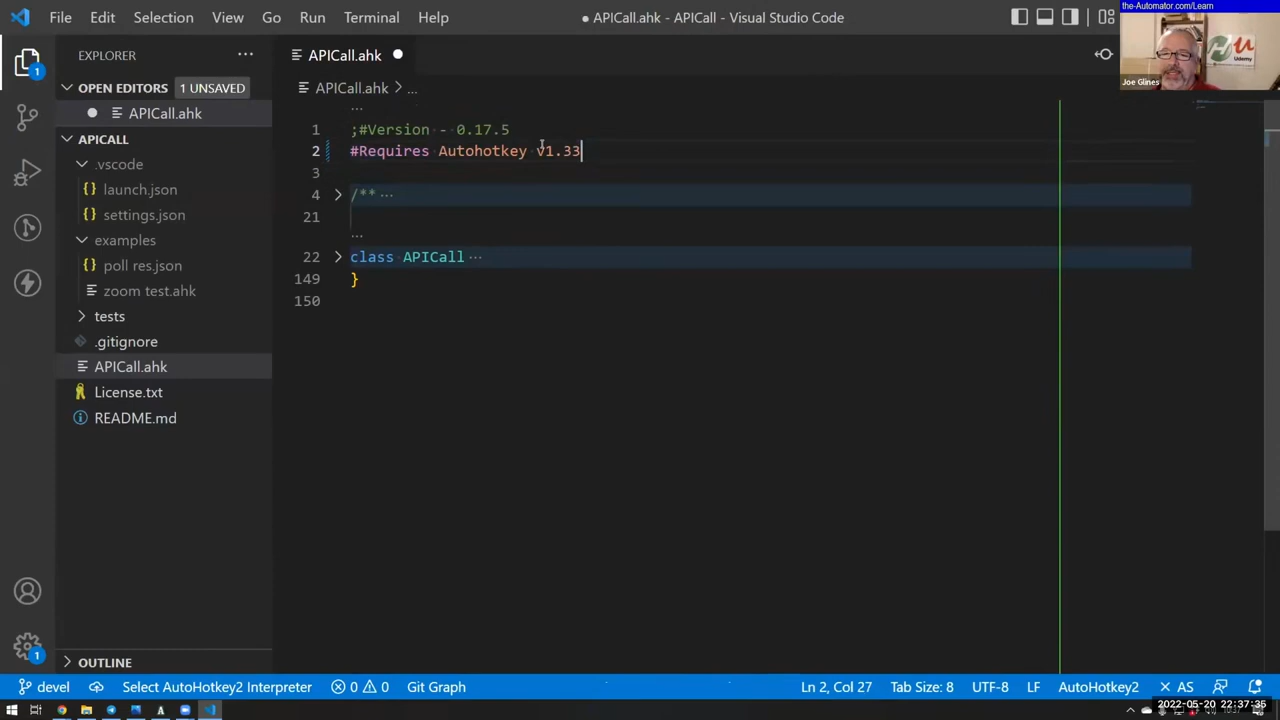 File Edit Selection View Go Run Terminal Help
● APICall.ahk - APICall - Visual Studio Code
the-Automator.com/Learn
Udemy
Joe Glines
EXPLORER ···
OPEN EDITORS 1 UNSAVED
APICall.ahk
APICALL
.vscode
launch.json
settings.json
examples
poll res.json
zoom test.ahk
tests
.gitignore
APICall.ahk
License.txt
README.md
OUTLINE
1
1
APICall.ahk
APICall.ahk > ...
1 ;#Version - 0.17.5
2 #Requires Autohotkey v1.33
3
4 /** ···
21
22 class APICall ···
149 }
150
devel Select AutoHotkey2 Interpreter 0 0 Git Graph Ln 2, Col 27 Tab Size: 8 UTF-8 LF AutoHotkey2 AS
2022-05-20 22:37:35